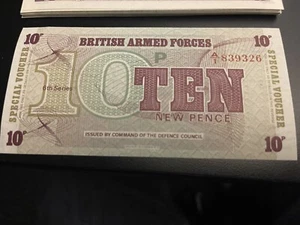 10P BRITISH ARMED FORCES 10P
P
A/1 839326
10 TEN
6th Series
NEW PENCE
SPECIAL VOUCHER
SPECIAL VOUCHER
ISSUED BY COMMAND OF THE DEFENCE COUNCIL
10P 10P